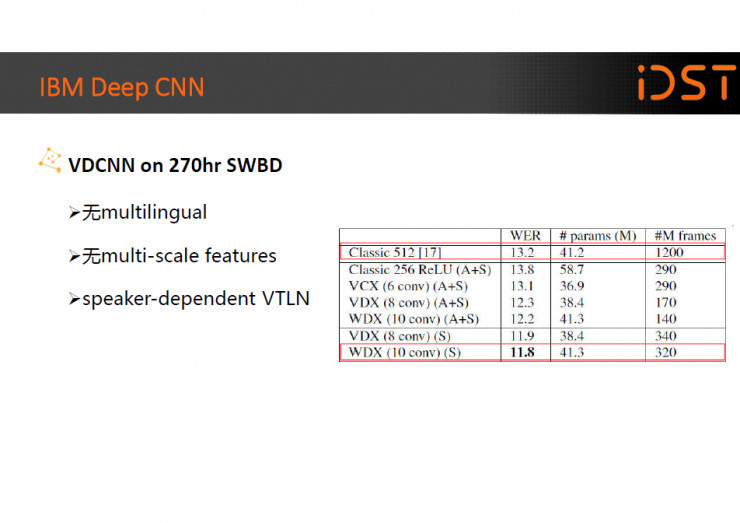 IBM Deep CNN
iDST
VDCNN on 270hr SWBD
➢无multilingual
➢无multi-scale features
➢speaker-dependent VTLN
WER # params (M) #M frames
Classic 512 [17] 13.2 41.2 1200
Classic 256 ReLU (A+S) 13.8 58.7 290
VCX (6 conv) (A+S) 13.1 36.9 290
VDX (8 conv) (A+S) 12.3 38.4 170
WDX (10 conv) (A+S) 12.2 41.3 140
VDX (8 conv) (S) 11.9 38.4 340
WDX (10 conv) (S) 11.8 41.3 320